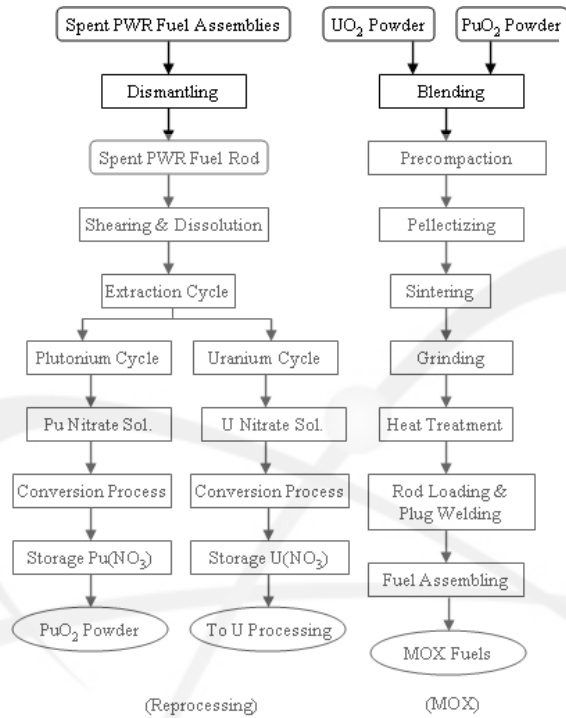 Spent PWR Fuel Assemblies
Dismantling
Spent PWR Fuel Rod
Shearing & Dissolution
Extraction Cycle
Plutonium Cycle
Uranium Cycle
Pu Nitrate Sol.
U Nitrate Sol.
Conversion Process
Conversion Process
Storage Pu(NO₃)
Storage U(NO₃)
PuO₂ Powder
To U Processing
(Reprocessing)
UO₂ Powder
PuO₂ Powder
Blending
Precompaction
Pellectizing
Sintering
Grinding
Heat Treatment
Rod Loading &
Plug Welding
Fuel Assembling
MOX Fuels
(MOX)